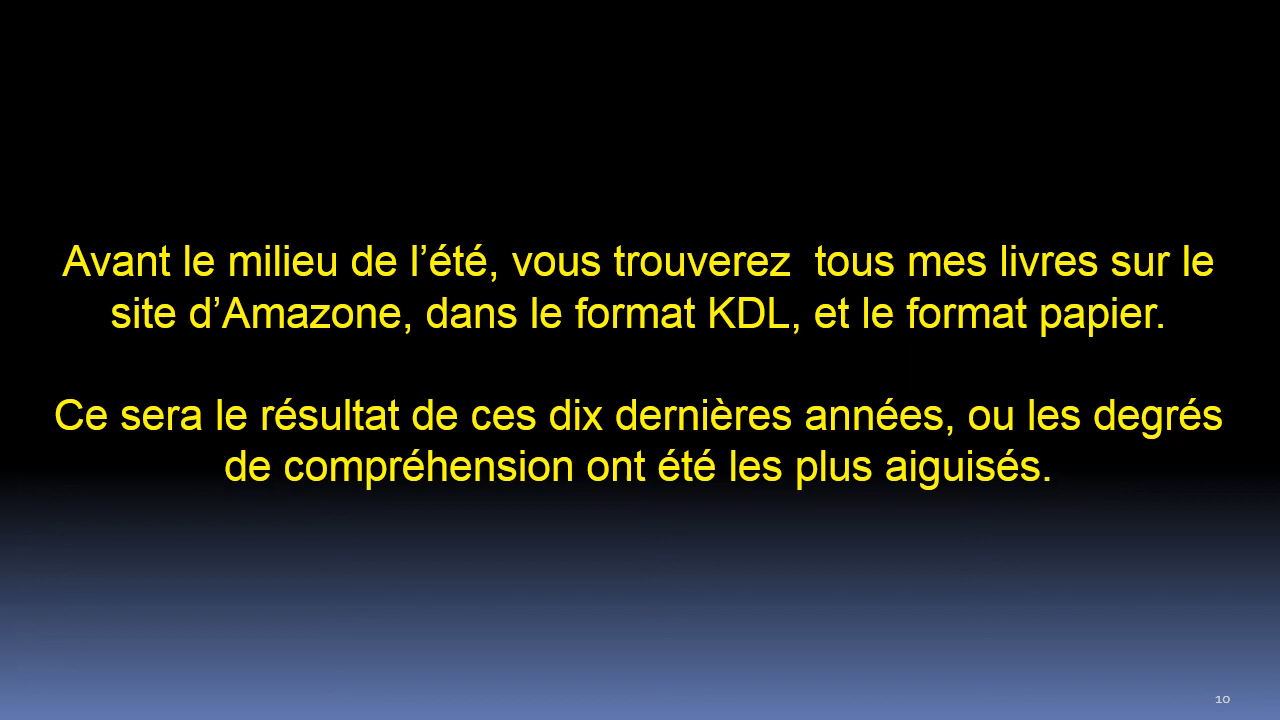 Avant le milieu de l’été, vous trouverez  tous mes livres sur le
site d’Amazone, dans le format KDL, et le format papier.
Ce sera le résultat de ces dix dernières années, ou les degrés
de compréhension ont été les plus aiguisés.
10